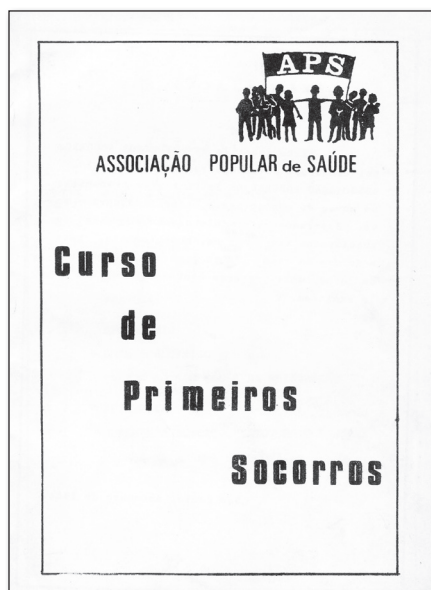 APS
ASSOCIAÇÃO POPULAR de SAÚDE
Curso
de
Primeiros
Socorros